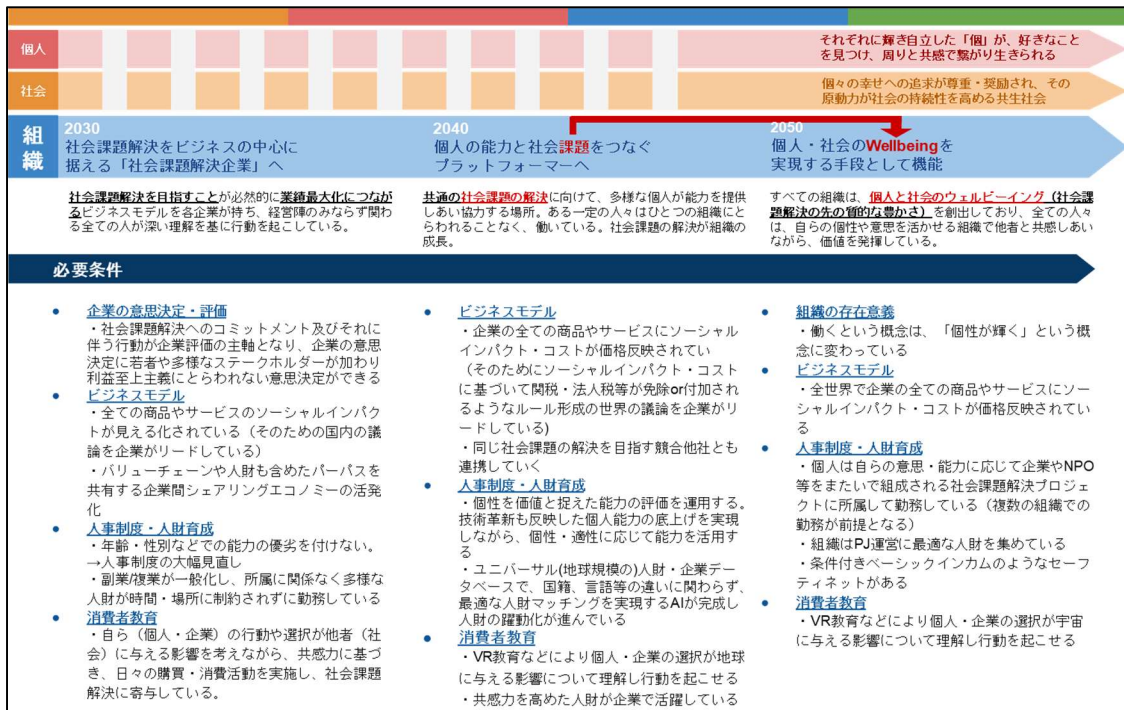 個人
それぞれに輝き自立した「個」が、好きなこと
を見つけ、周りと共感で繋がり生きられる
社会
個々の幸せへの追求が尊重・奨励され、その
原動力が社会の持続性を高める共生社会
組織
2030
社会課題解決をビジネスの中心に
据える「社会課題解決企業」へ
2040
個人の能力と社会課題をつなぐ
プラットフォーマーへ
2050
個人・社会のWellbeingを
実現する手段として機能
社会課題解決を目指すことが必然的に業績最大化につなが
るビジネスモデルを各企業が持ち、経営陣のみならず関わ
る全ての人が深い理解を基に行動を起こしている。
共通の社会課題の解決に向けて、多様な個人が能力を提供
しあい協力する場所。ある一定の人々はひとつの組織にと
らわれることなく、働いている。社会課題の解決が組織の
成長。
すべての組織は、個人と社会のウェルビーイング（社会課
題解決の先の質的な豊かさ）を創出しており、全ての人々
は、自らの個性や意思を活かせる組織で他者と共感しあい
ながら、価値を発揮している。
必要条件
• 企業の意思決定・評価
・社会課題解決へのコミットメント及びそれに
伴う行動が企業評価の主軸となり、企業の意思
決定に若者や多様なステークホルダーが加わり
利益至上主義にとらわれない意思決定ができる
• ビジネスモデル
・全ての商品やサービスのソーシャルインパク
トが見える化されている（そのための国内の議
論を企業がリードしている）
・バリューチェーンや人財も含めたパーパスを
共有する企業間シェアリングエコノミーの活発
化
• 人事制度・人財育成
・年齢・性別などでの能力の優劣を付けない。
→人事制度の大幅見直し
・副業/複業が一般化し、所属に関係なく多様な
人財が時間・場所に制約されずに勤務している
• 消費者教育
・自ら（個人・企業）の行動や選択が他者（社
会）に与える影響を考えながら、共感力に基づ
き、日々の購買・消費活動を実施し、社会課題
解決に寄与している。
• ビジネスモデル
・企業の全ての商品やサービスにソーシャル
インパクト・コストが価格反映されてい
（そのためにソーシャルインパクト・コスト
に基づいて関税・法人税等が免除or付加され
るようなルール形成の世界の議論を企業がリ
ードしている)
・同じ社会課題の解決を目指す競合他社とも
連携していく
• 人事制度・人財育成
・個性を価値と捉えた能力の評価を運用する。
技術革新も反映した個人能力の底上げを実現
しながら、個性・適性に応じて能力を活用す
る
・ユニバーサル(地球規模の)人財・企業デー
タベースで、国籍、言語等の違いに関わらず、
最適な人財マッチングを実現するAIが完成し
人財の躍動化が進んでいる
• 消費者教育
・VR教育などにより個人・企業の選択が地球
に与える影響について理解し行動を起こせる
・共感力を高めた人財が企業で活躍している
• 組織の存在意義
・働くという概念は、「個性が輝く」という概
念に変わっている
• ビジネスモデル
・全世界で企業の全ての商品やサービスにソー
シャルインパクト・コストが価格反映されてい
る
• 人事制度・人財育成
・個人は自らの意思・能力に応じて企業やNPO
等をまたいで組成される社会課題解決プロジェ
クトに所属して勤務している（複数の組織での
勤務が前提となる）
・組織はPJ運営に最適な人財を集めている
・条件付きベーシックインカムのようなセーフ
ティネットがある
• 消費者教育
・VR教育などにより個人・企業の選択が宇宙
に与える影響について理解し行動を起こせる